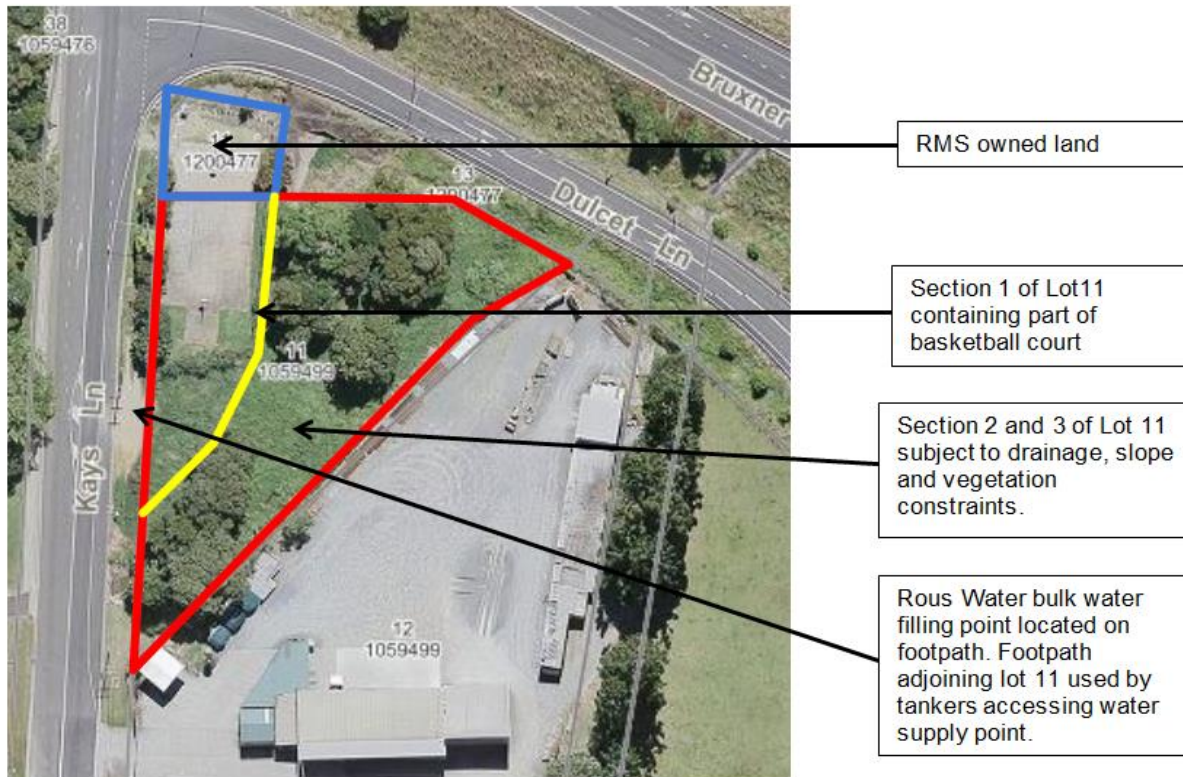 38
1059476
Bruxner
RMS owned land
1200477
13
1200477
Dulcet Ln
Section 1 of Lot11
containing part of
basketball court
11
1059499
Kays Ln
Section 2 and 3 of Lot 11
subject to drainage, slope
and vegetation
constraints.
Rous Water bulk water
filling point located on
footpath. Footpath
adjoining lot 11 used by
tankers accessing water
supply point.
12
1059499